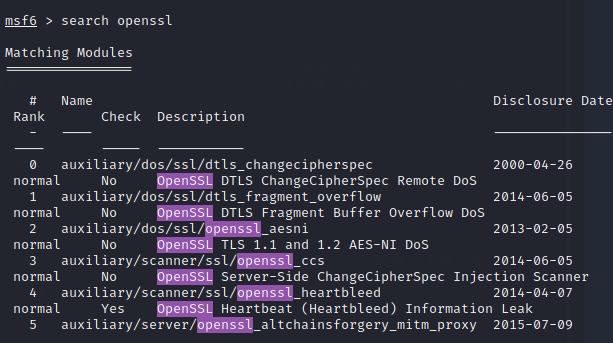 msf6 > search openssl
Matching Modules
================
# Name Disclosure Date
Rank Check Description
- ---- ---------------
---- ----- -----------
0 auxiliary/dos/ssl/dtls_changecipherspec 2000-04-26
normal No OpenSSL DTLS ChangeCipherSpec Remote DoS
1 auxiliary/dos/ssl/dtls_fragment_overflow 2014-06-05
normal No OpenSSL DTLS Fragment Buffer Overflow DoS
2 auxiliary/dos/ssl/openssl_aesni 2013-02-05
normal No OpenSSL TLS 1.1 and 1.2 AES-NI DoS
3 auxiliary/scanner/ssl/openssl_ccs 2014-06-05
normal No OpenSSL Server-Side ChangeCipherSpec Injection Scanner
4 auxiliary/scanner/ssl/openssl_heartbleed 2014-04-07
normal Yes OpenSSL Heartbeat (Heartbleed) Information Leak
5 auxiliary/server/openssl_altchainsforgery_mitm_proxy 2015-07-09